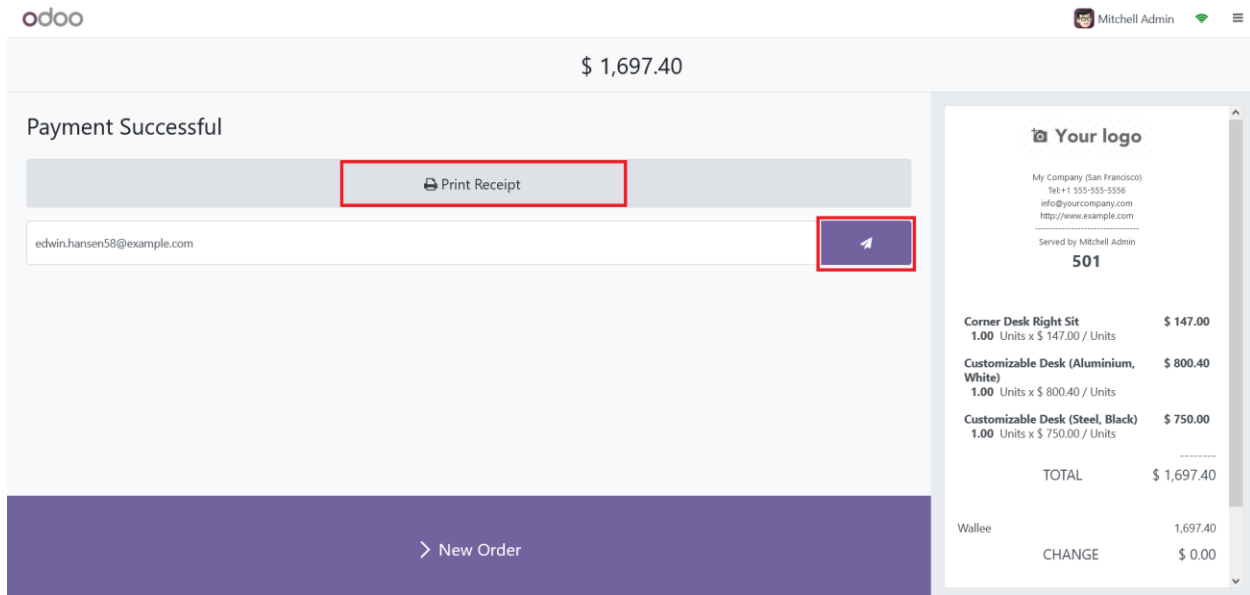 odoo
Mitchell Admin
$ 1,697.40
Payment Successful
Print Receipt
edwin.hansen58@example.com
New Order
Your logo
My Company (San Francisco)
Tel:+1 555-555-5556
info@yourcompany.com
http://www.example.com
--------------------------------
Served by Mitchell Admin
501
Corner Desk Right Sit $ 147.00
1.00 Units x $ 147.00 / Units
Customizable Desk (Aluminium, $ 800.40
White)
1.00 Units x $ 800.40 / Units
Customizable Desk (Steel, Black) $ 750.00
1.00 Units x $ 750.00 / Units
--------
TOTAL $ 1,697.40
Wallee 1,697.40
CHANGE $ 0.00